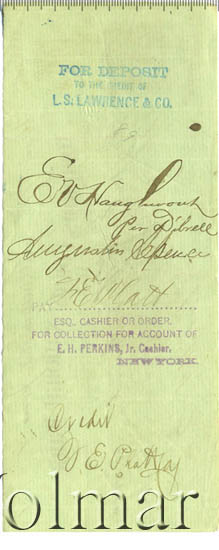 FOR DEPOSIT
TO THE CREDIT OF
L. S. LAWRENCE & CO.
E V Haughwout
Per
Augustin Spence
PAY F. E. Watt
ESQ. CASHIER OR ORDER,
FOR COLLECTION FOR ACCOUNT OF
E. H. PERKINS, Jr. Cashier.
NEW YORK.
Credit
olmar